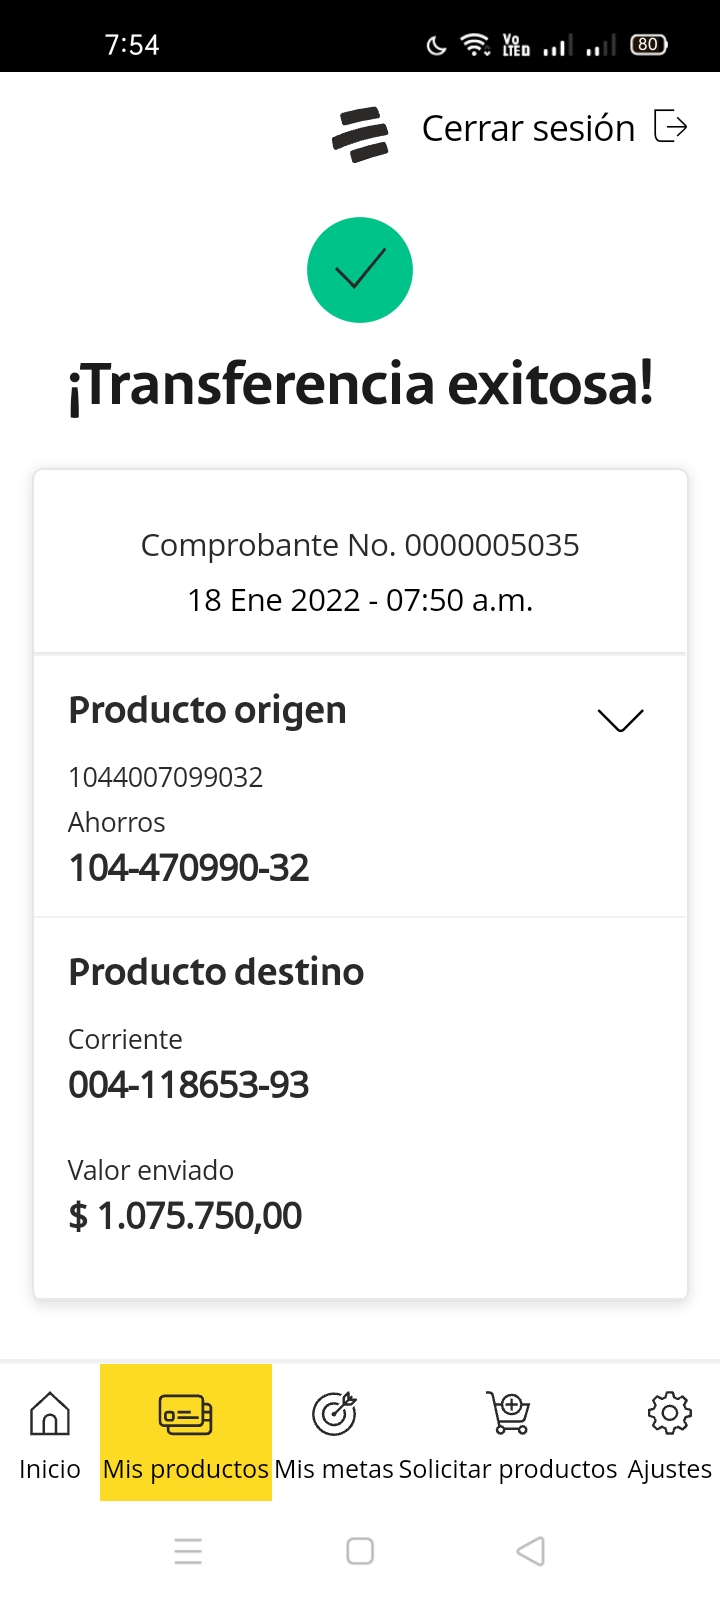 7:54
Vo
LTED
80
Cerrar sesión
¡Transferencia exitosa!
Comprobante No. 0000005035
18 Ene 2022 - 07:50 a.m.
Producto origen
1044007099032
Ahorros
104-470990-32
Producto destino
Corriente
004-118653-93
Valor enviado
$ 1.075.750,00
Inicio
Mis productos
Mis metas
Solicitar productos
Ajustes